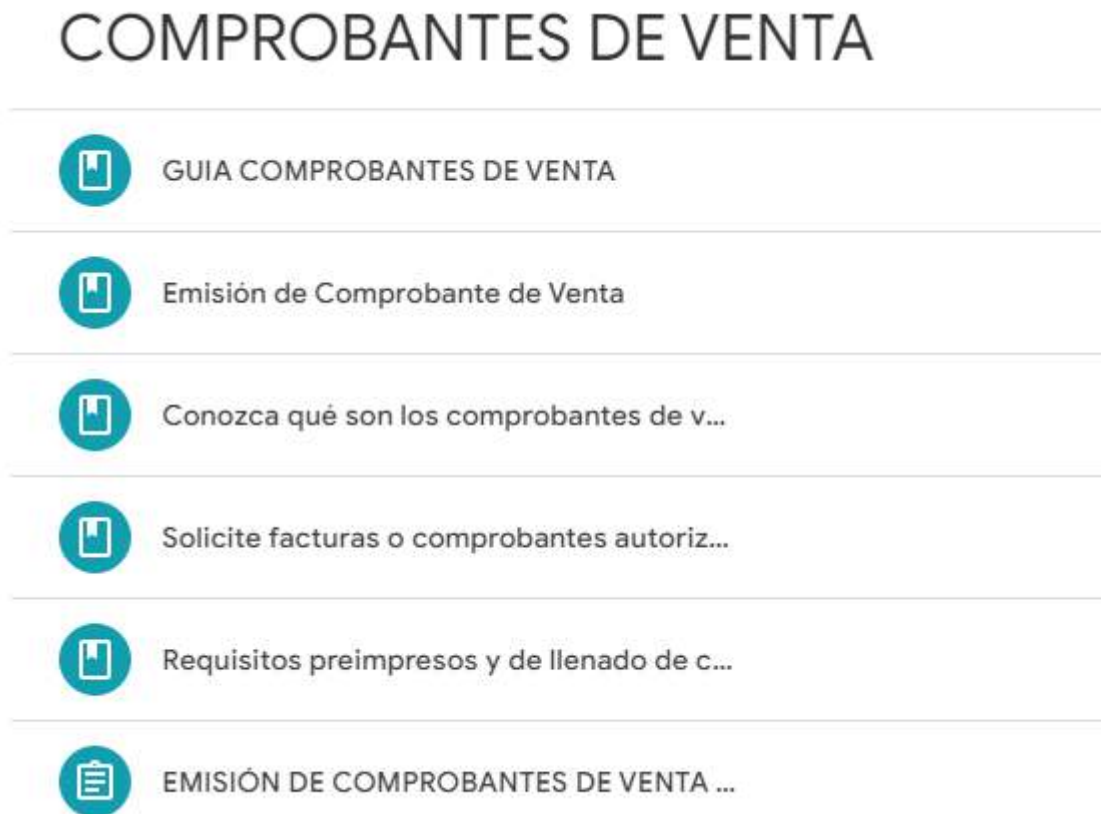 COMPROBANTES DE VENTA
GUIA COMPROBANTES DE VENTA
Emisión de Comprobante de Venta
Conozca qué son los comprobantes de v...
Solicite facturas o comprobantes autoriz...
Requisitos preimpresos y de llenado de c...
EMISIÓN DE COMPROBANTES DE VENTA ...